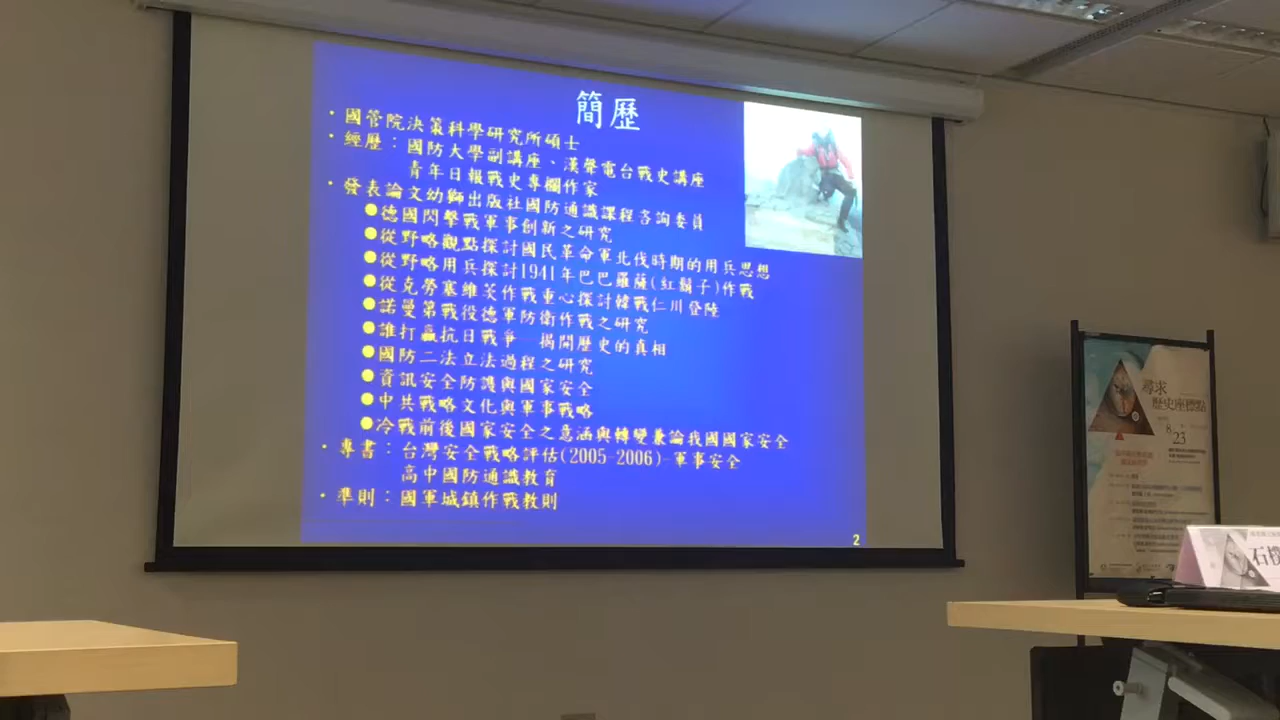 簡歷
・國管院決策科學研究所碩士
・經歷：國防大學副講座、漢聲電台戰史講座
青年日報戰史專欄作家
・發表論文幼獅出版社國防通識課程咨詢委員
●德國閃擊戰軍事創新之研究
●從野略觀點探討國民革命軍北伐時期的用兵思想
●從野略用兵探討1941年巴巴羅薩(紅鬍子)作戰
●從克勞塞維茨作戰重心探討韓戰仁川登陸
●諾曼第戰役德軍防衛作戰之研究
●誰打贏抗日戰爭—揭開歷史的真相
●國防二法立法過程之研究
●資訊安全防護與國家安全
●中共戰略文化與軍事戰略
●冷戰前後國家安全之意涵與轉變兼論我國國家安全
・專書：台灣安全戰略評估(2005-2006)-軍事安全
高中國防通識教育
・準則：國軍城鎮作戰教則
2
尋求
歷史座標點
8
23
石